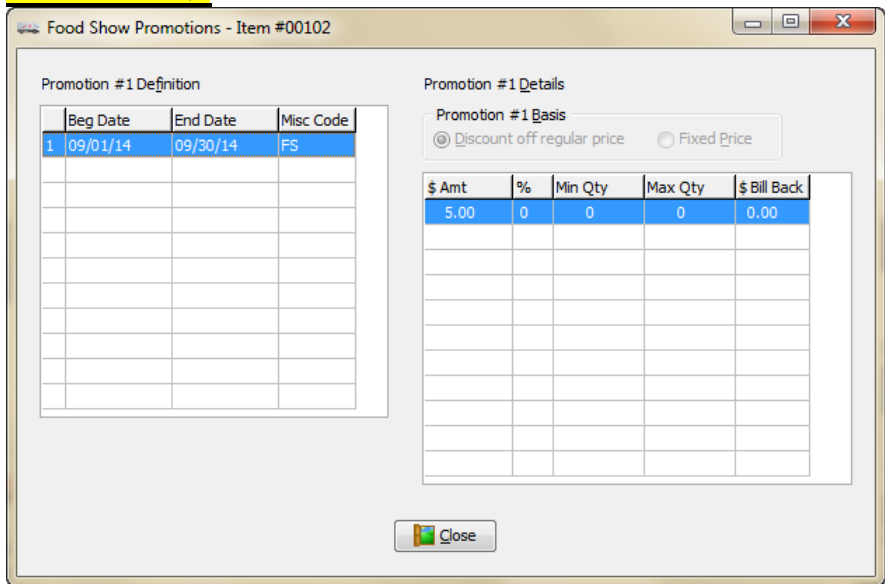 Food Show Promotions - Item #00102
Promotion #1 Definition
Beg Date End Date Misc Code
1 09/01/14 09/30/14 FS
Promotion #1 Details
Promotion #1 Basis
Discount off regular price Fixed Price
$ Amt % Min Qty Max Qty $ Bill Back
5.00 0 0 0 0.00
Close